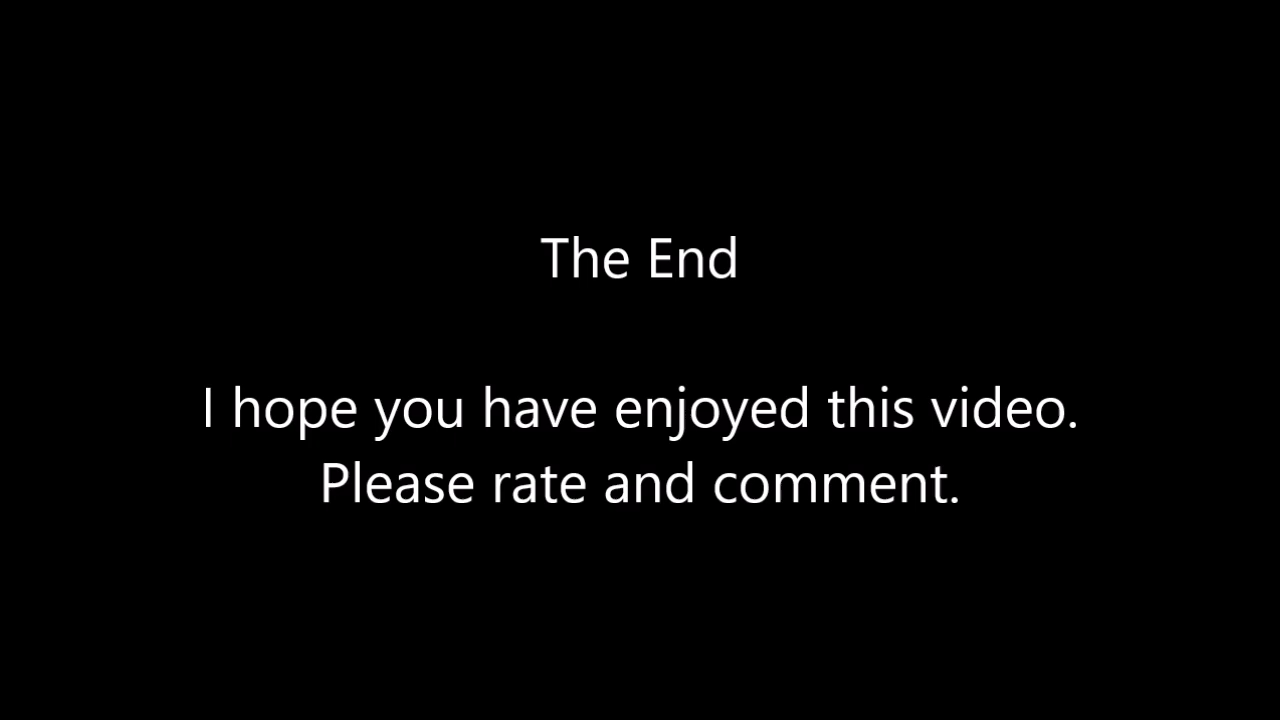 The End
I hope you have enjoyed this video.
Please rate and comment.